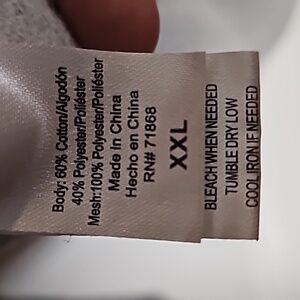 Body: 60% Cotton/Algodón
40% Polyester/Poliéster
Mesh:100% Polyester/Poliéster
Made in China
Hecho en China
RN# 71868
XXL
BLEACH WHEN NEEDED
TUMBLE DRY LOW
COOL IRON IF NEEDED